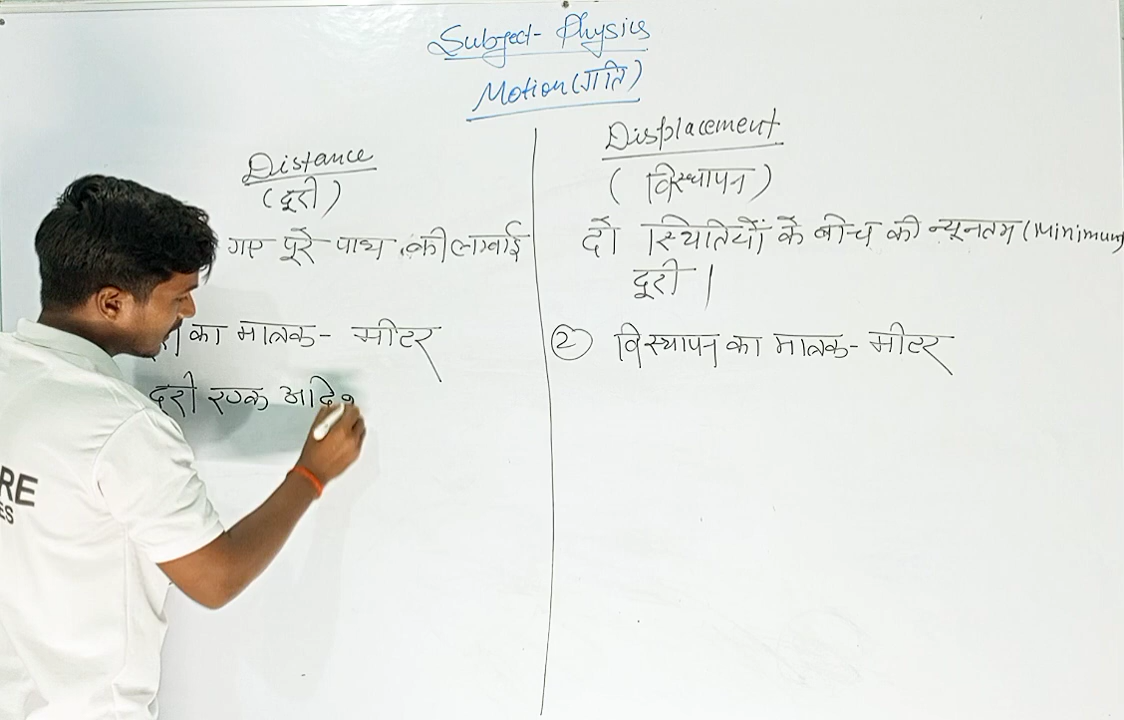 Subject- Physics
Motion (गति)
Distance
(दूरी)
गए पूरे पाथ की लम्बाई
का मात्रक- मीटर
दूरी एक आदि
Displacement
(विस्थापन)
दो स्थितियों के बीच की न्यूनतम (Minimum)
दूरी।
② विस्थापन का मात्रक- मीटर
RE
ES